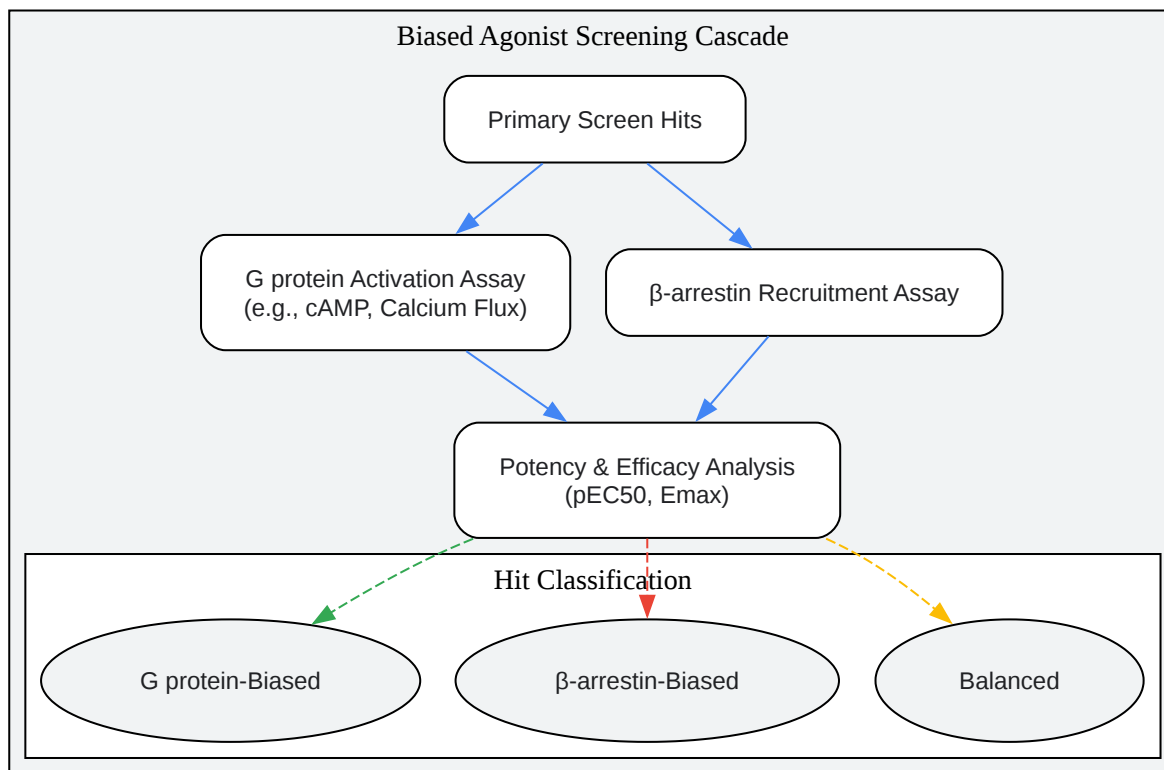 Biased Agonist Screening Cascade
Primary Screen Hits
G protein Activation Assay
(e.g., cAMP, Calcium Flux)
β-arrestin Recruitment Assay
Potency & Efficacy Analysis
(pEC50, Emax)
Hit Classification
G protein-Biased
β-arrestin-Biased
Balanced